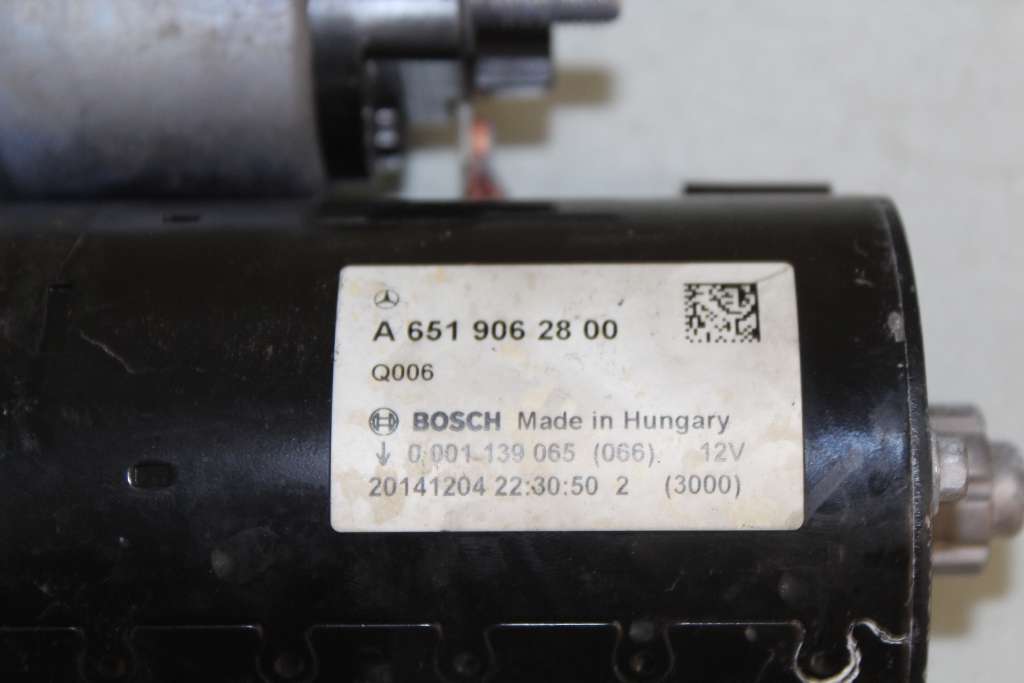 A 651 906 28 00
Q006
BOSCH Made in Hungary
↓ 0 001 139 065 (066). 12V
20141204 22:30:50 2 (3000)